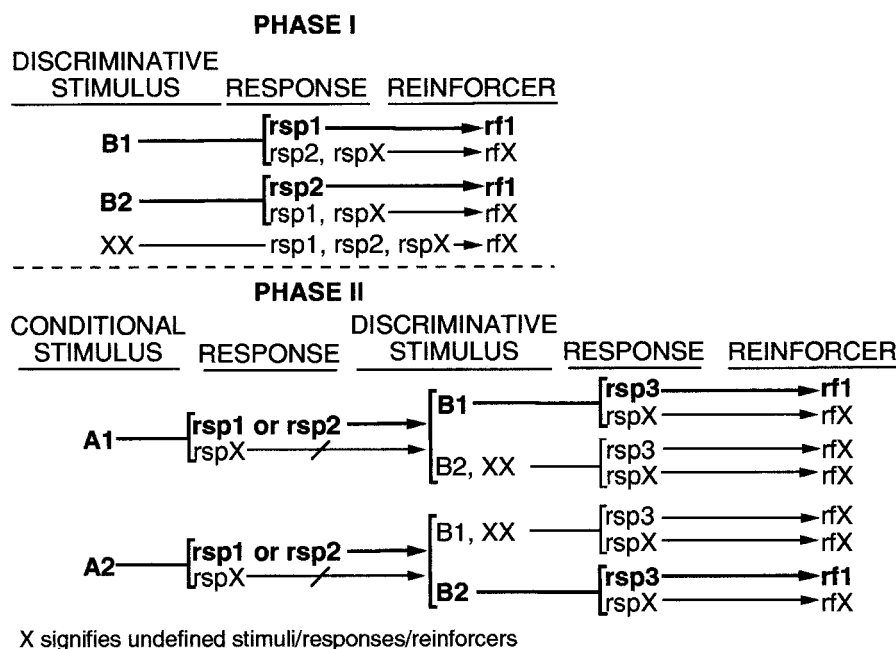 PHASE I
DISCRIMINATIVE
STIMULUS RESPONSE REINFORCER
B1 rsp1 rf1
rsp2, rspX rfX
B2 rsp2 rf1
rsp1, rspX rfX
XX rsp1, rsp2, rspX rfX
PHASE II
CONDITIONAL DISCRIMINATIVE
STIMULUS RESPONSE STIMULUS RESPONSE REINFORCER
B1 rsp3 rf1
rspX rfX
A1 rsp1 or rsp2
rspX
B2, XX rsp3 rfX
rspX rfX
B1, XX rsp3 rfX
rspX rfX
A2 rsp1 or rsp2
rspX
B2 rsp3 rf1
rspX rfX
X signifies undefined stimuli/responses/reinforcers